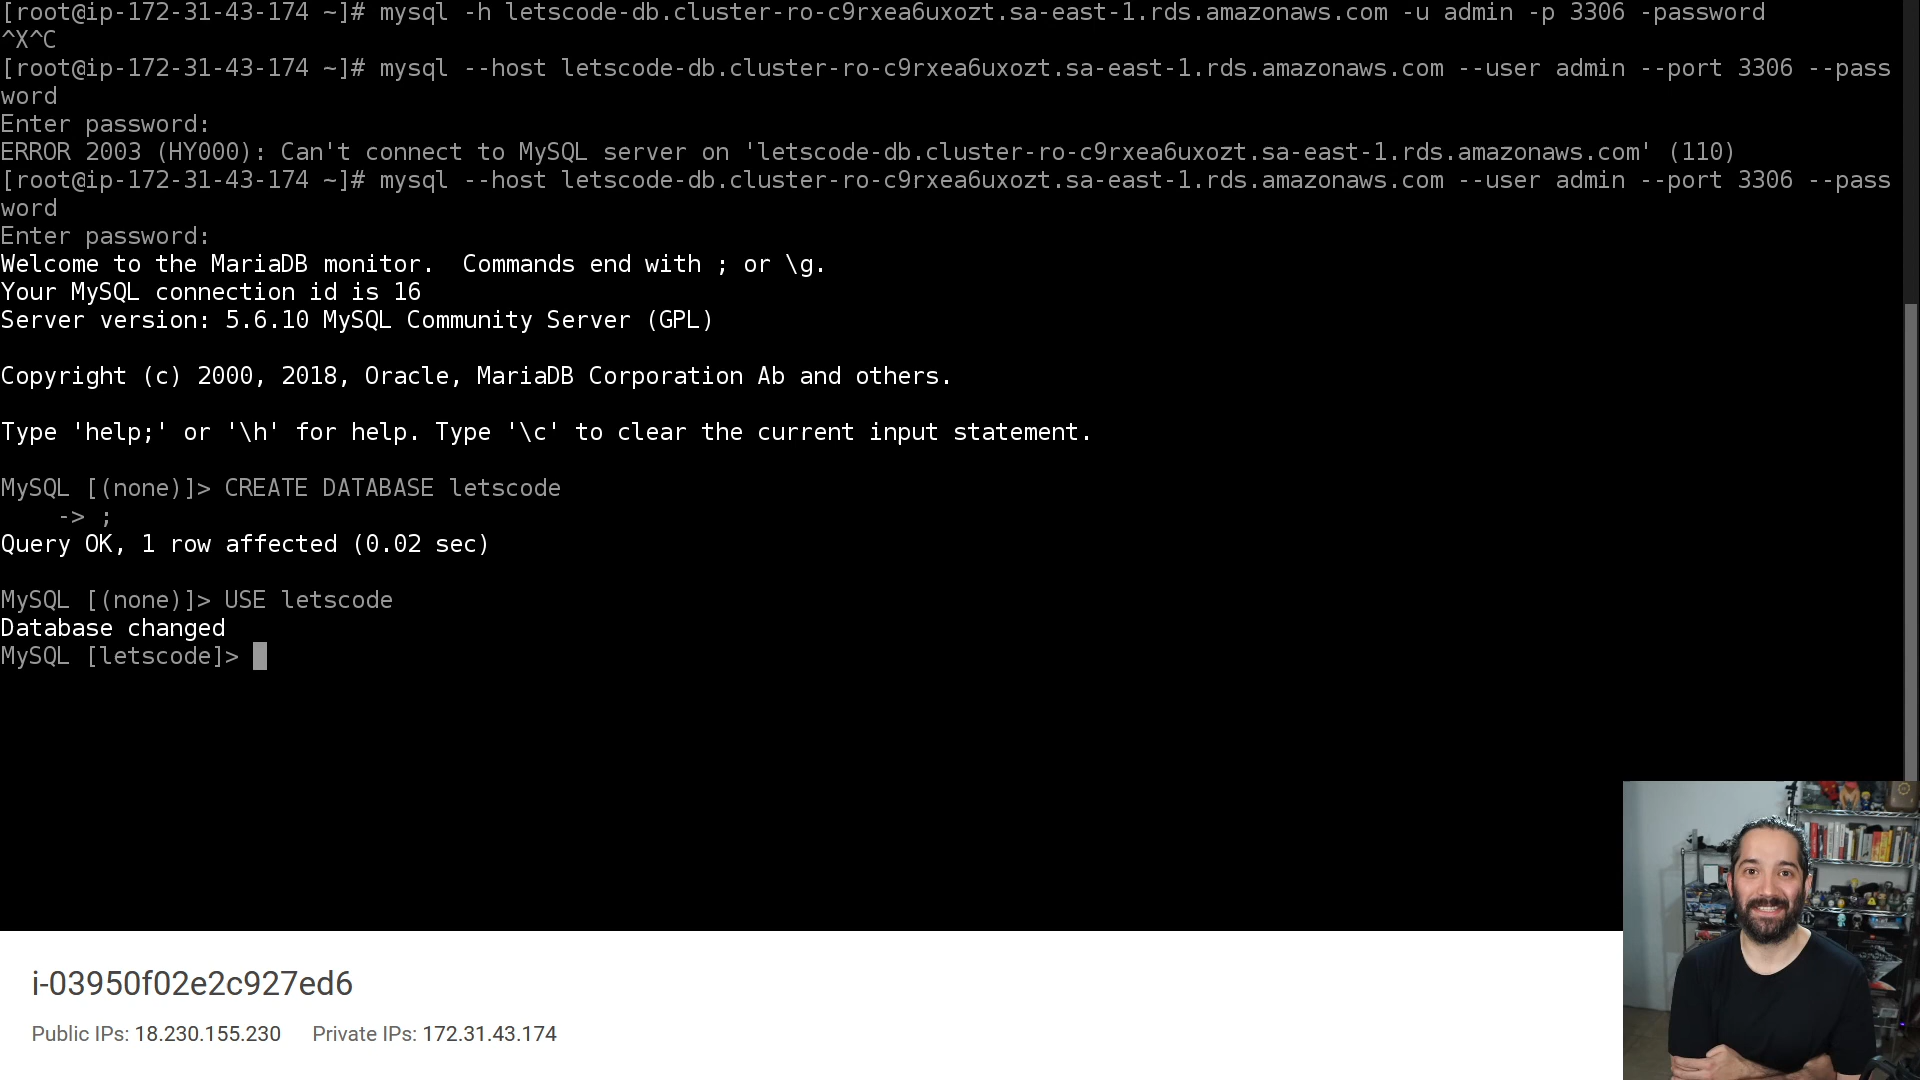 [root@ip-172-31-43-174 ~]# mysql -h letscode-db.cluster-ro-c9rxea6uxozt.sa-east-1.rds.amazonaws.com -u admin -p 3306 -password
^X^C
[root@ip-172-31-43-174 ~]# mysql --host letscode-db.cluster-ro-c9rxea6uxozt.sa-east-1.rds.amazonaws.com --user admin --port 3306 --pass
word
Enter password:
ERROR 2003 (HY000): Can't connect to MySQL server on 'letscode-db.cluster-ro-c9rxea6uxozt.sa-east-1.rds.amazonaws.com' (110)
[root@ip-172-31-43-174 ~]# mysql --host letscode-db.cluster-ro-c9rxea6uxozt.sa-east-1.rds.amazonaws.com --user admin --port 3306 --pass
word
Enter password:
Welcome to the MariaDB monitor.  Commands end with ; or \g.
Your MySQL connection id is 16
Server version: 5.6.10 MySQL Community Server (GPL)
Copyright (c) 2000, 2018, Oracle, MariaDB Corporation Ab and others.
Type 'help;' or '\h' for help. Type '\c' to clear the current input statement.
MySQL [(none)]> CREATE DATABASE letscode
    -> ;
Query OK, 1 row affected (0.02 sec)
MySQL [(none)]> USE letscode
Database changed
MySQL [letscode]>
i-03950f02e2c927ed6
Public IPs: 18.230.155.230 Private IPs: 172.31.43.174